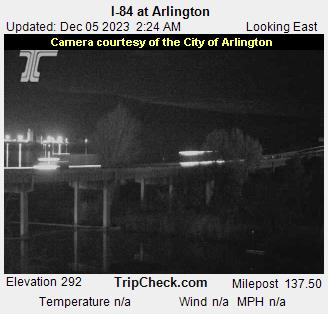 I-84 at Arlington
Updated: Dec 05 2023 2:24 AM Looking East
Camera courtesy of the City of Arlington
Elevation 292 TripCheck.com Milepost 137.50
Temperature n/a Wind n/a MPH n/a